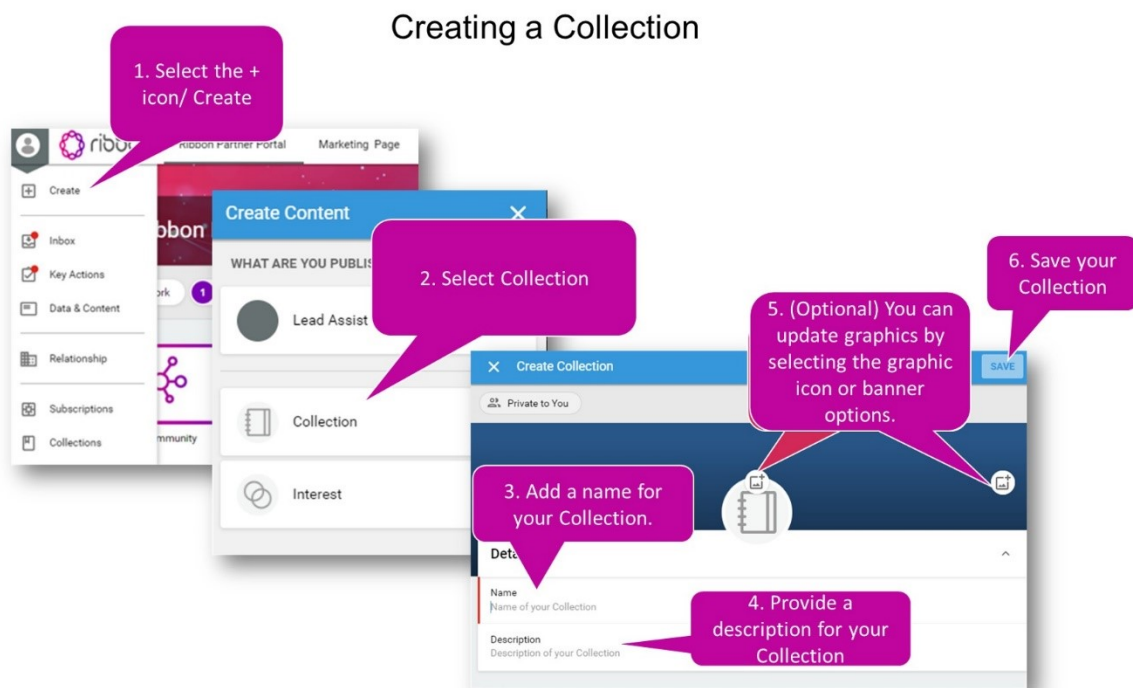 Creating a Collection
1. Select the +
icon/ Create
Ribbon Partner Portal
Marketing Page
Create
Inbox
Key Actions
Data & Content
Relationship
Subscriptions
Collections
1
Create Content
Lead Assist
Collection
Interest
2. Select Collection
WHAT ARE YOU
Create Collection
SAVE
Private to You
3. Add a name for
your Collection.
Name
Name of your Collection
Description
Description of your Collection
4. Provide a
description for your
Collection
5. (Optional) You can
update graphics by
selecting the graphic
icon or banner
options.
6. Save your
Collection